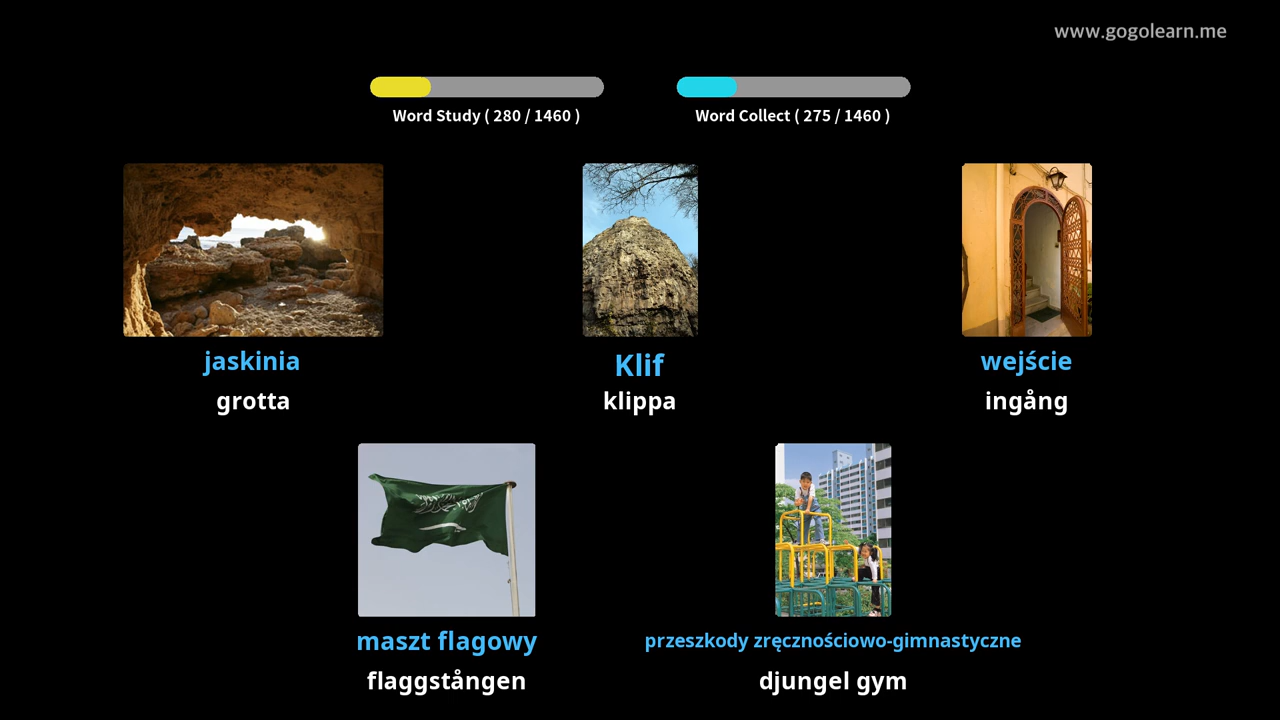 www.gogolearn.me
Word Study ( 280 / 1460 )
Word Collect ( 275 / 1460 )
jaskinia
grotta
Klif
klippa
wejście
ingång
maszt flagowy
flaggstången
przeszkody zręcznościowo-gimnastyczne
djungel gym